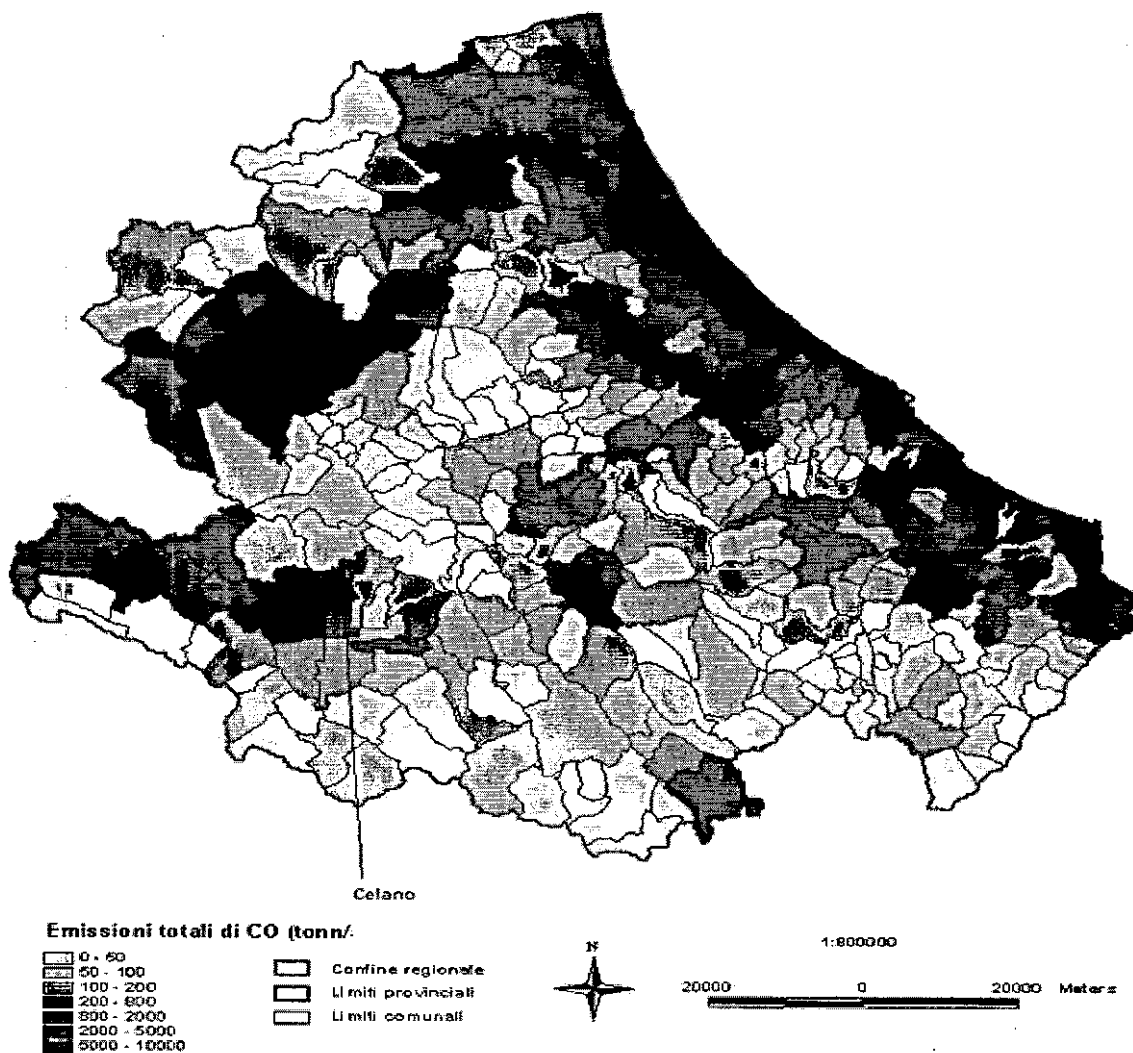 Celano
Emissioni totali di CO (tonn/.
0 - 50
50 - 100
100 - 200
200 - 800
800 - 2000
2000 - 5000
5000 - 10000
Confine regionale
Limiti provinciali
Limiti comunali
N
1:800000
20000 0 20000 Meters